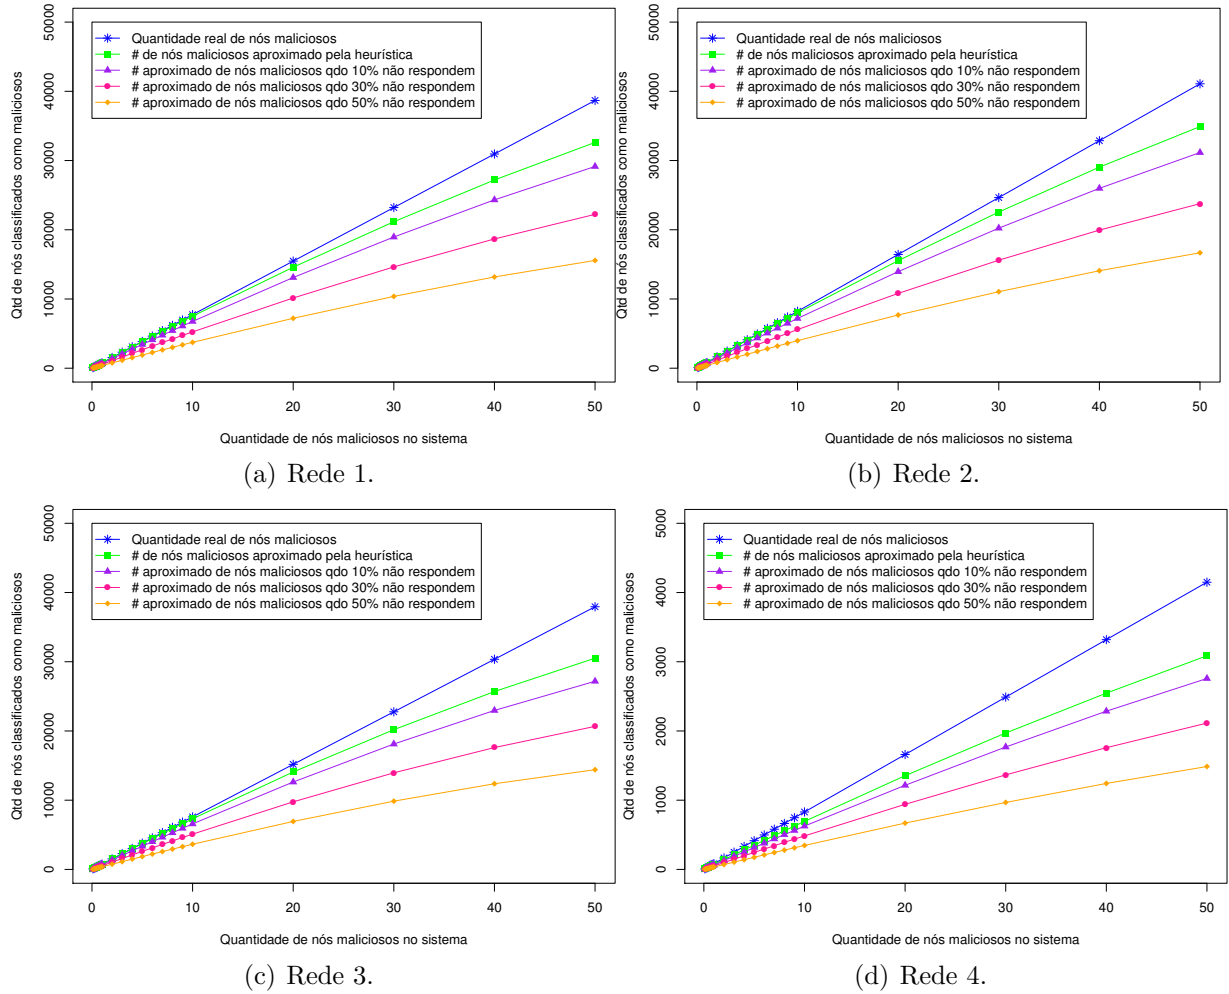 Qtd de nós classificados como maliciosos
50000
40000
30000
20000
10000
0
Quantidade real de nós maliciosos
# de nós maliciosos aproximado pela heurística
# aproximado de nós maliciosos qdo 10% não respondem
# aproximado de nós maliciosos qdo 30% não respondem
# aproximado de nós maliciosos qdo 50% não respondem
0 10 20 30 40 50
Quantidade de nós maliciosos no sistema
(a) Rede 1.
Qtd de nós classificados como maliciosos
50000
40000
30000
20000
10000
0
Quantidade real de nós maliciosos
# de nós maliciosos aproximado pela heurística
# aproximado de nós maliciosos qdo 10% não respondem
# aproximado de nós maliciosos qdo 30% não respondem
# aproximado de nós maliciosos qdo 50% não respondem
0 10 20 30 40 50
Quantidade de nós maliciosos no sistema
(b) Rede 2.
Qtd de nós classificados como maliciosos
50000
40000
30000
20000
10000
0
Quantidade real de nós maliciosos
# de nós maliciosos aproximado pela heurística
# aproximado de nós maliciosos qdo 10% não respondem
# aproximado de nós maliciosos qdo 30% não respondem
# aproximado de nós maliciosos qdo 50% não respondem
0 10 20 30 40 50
Quantidade de nós maliciosos no sistema
(c) Rede 3.
Qtd de nós classificados como maliciosos
5000
4000
3000
2000
1000
0
Quantidade real de nós maliciosos
# de nós maliciosos aproximado pela heurística
# aproximado de nós maliciosos qdo 10% não respondem
# aproximado de nós maliciosos qdo 30% não respondem
# aproximado de nós maliciosos qdo 50% não respondem
0 10 20 30 40 50
Quantidade de nós maliciosos no sistema
(d) Rede 4.